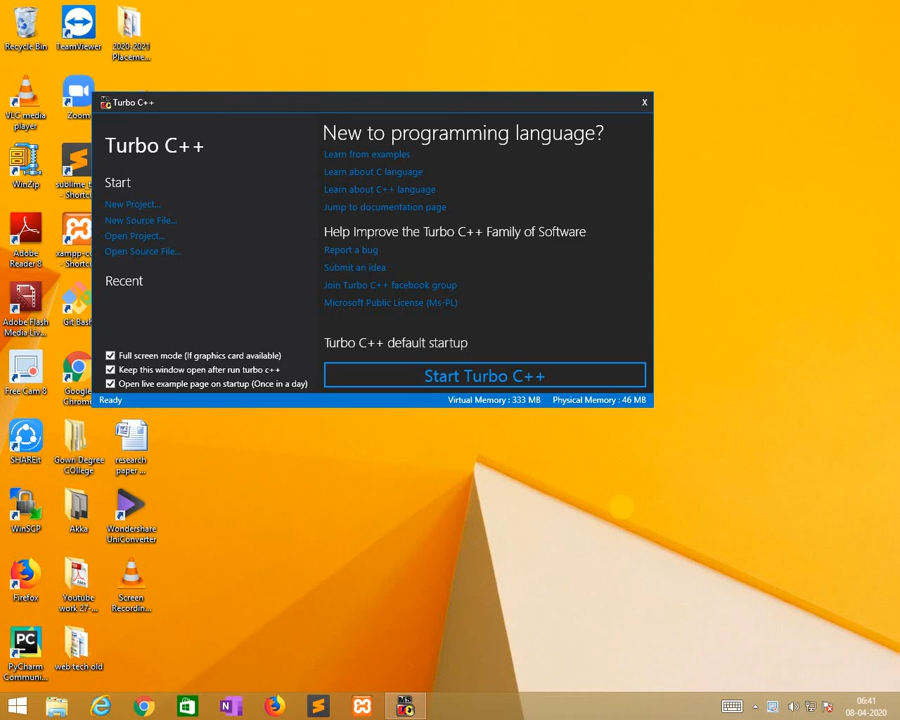 Recycle Bin
TeamViewer
2020-2021
Placeme...
VLC media
player
Zoom
WinZip
Shortc...
Adobe
Reader 8
xampp-co...
Shortc...
Adobe Flash
Media Liv...
Git Bash
Free Cam 8
Google
Chrom
SHAREit
Gown Degree
COllege
research
paper ...
WinSCP
Akka
Wondershare
UniConverter
Firefox
Youtube
work 27-...
Screen
Recordin...
PyCharm
Communi...
web tech old
Turbo C++
X
Turbo C++
Start
New Project...
New Source File...
Open Project...
Open Source File...
Recent
Full screen mode (If graphics card available)
Keep this window open after run turbo c++
Open live example page on startup (Once in a day)
New to programming language?
Learn from examples
Learn about C language
Learn about C++ language
Jump to documentation page
Help Improve the Turbo C++ Family of Software
Report a bug
Submit an idea
Join Turbo C++ facebook group
Microsoft Public License (Ms-PL)
Turbo C++ default startup
Start Turbo C++
Ready
Virtual Memory : 333 MB
Physical Memory : 46 MB
06:41
08-04-2020